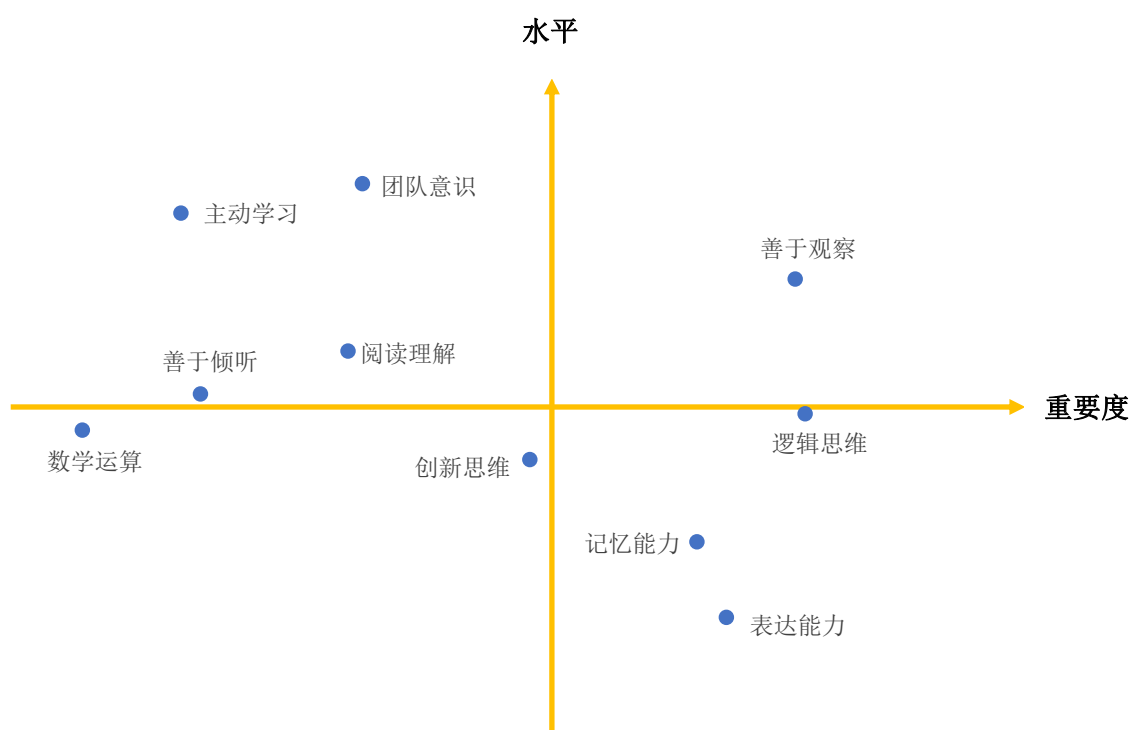 水平
团队意识
主动学习
善于观察
善于倾听
阅读理解
重要度
数学运算
创新思维
逻辑思维
记忆能力
表达能力